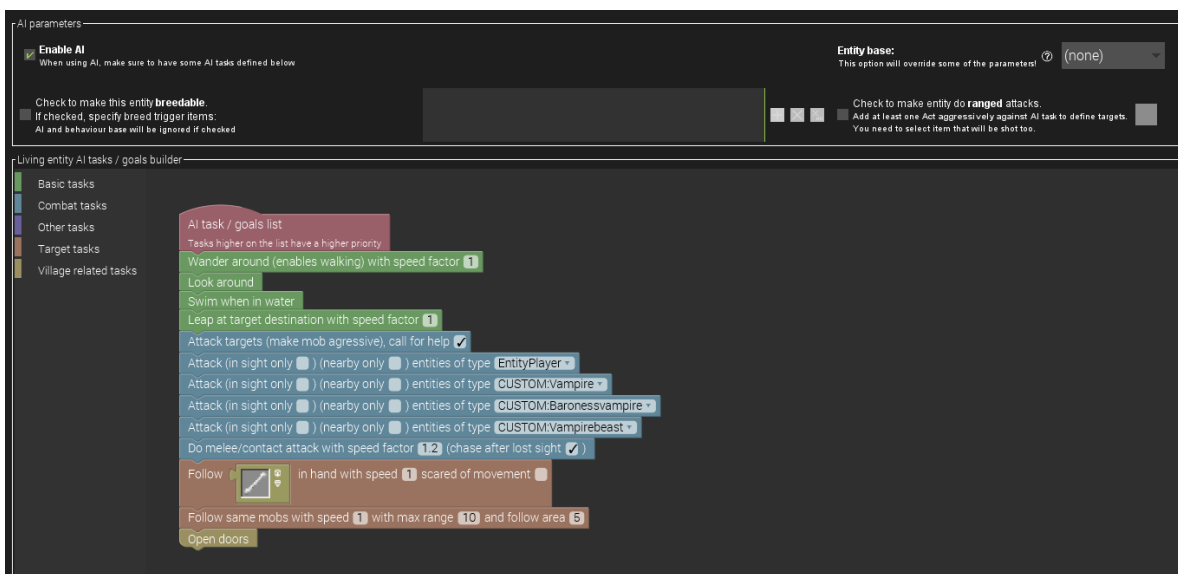 AI parameters
Enable AI
When using AI, make sure to have some AI tasks defined below
Entity base:
This option will override some of the parameters!
(none)
Check to make this entity breedable.
If checked, specify breed trigger items:
AI and behaviour base will be ignored if checked
Check to make entity do ranged attacks.
Add at least one Act aggressively against AI task to define targets.
You need to select item that will be shot too.
Living entity AI tasks / goals builder
Basic tasks
Combat tasks
Other tasks
Target tasks
Village related tasks
AI task / goals list
Tasks higher on the list have a higher priority
Wander around (enables walking) with speed factor 1
Look around
Swim when in water
Leap at target destination with speed factor 1
Attack targets (make mob agressive), call for help
Attack (in sight only ) (nearby only ) entities of type EntityPlayer
Attack (in sight only ) (nearby only ) entities of type CUSTOM:Vampire
Attack (in sight only ) (nearby only ) entities of type CUSTOM:Baronessvampire
Attack (in sight only ) (nearby only ) entities of type CUSTOM:Vampirebeast
Do melee/contact attack with speed factor 1.2 (chase after lost sight )
Follow in hand with speed 1 scared of movement
Follow same mobs with speed 1 with max range 10 and follow area 5
Open doors